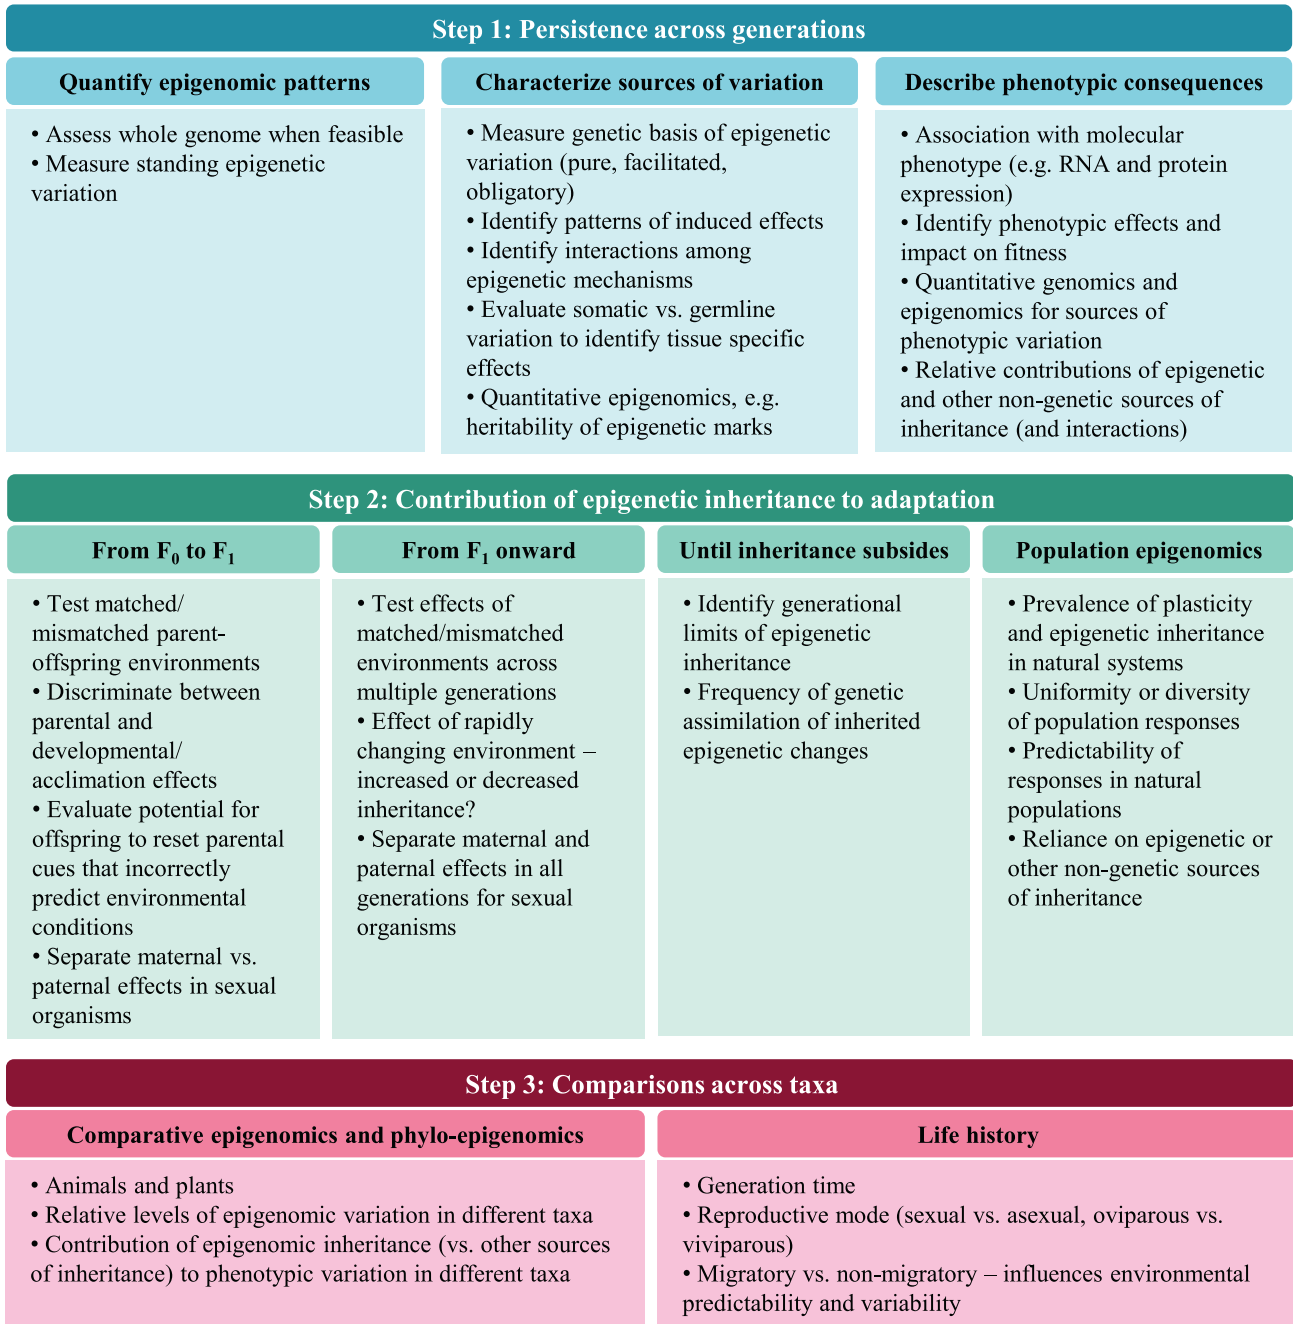 Step 1: Persistence across generations
Quantify epigenomic patterns
• Assess whole genome when feasible
• Measure standing epigenetic
variation
Characterize sources of variation
• Measure genetic basis of epigenetic
variation (pure, facilitated,
obligatory)
• Identify patterns of induced effects
• Identify interactions among
epigenetic mechanisms
• Evaluate somatic vs. germline
variation to identify tissue specific
effects
• Quantitative epigenomics, e.g.
heritability of epigenetic marks
Describe phenotypic consequences
• Association with molecular
phenotype (e.g. RNA and protein
expression)
• Identify phenotypic effects and
impact on fitness
• Quantitative genomics and
epigenomics for sources of
phenotypic variation
• Relative contributions of epigenetic
and other non-genetic sources of
inheritance (and interactions)
Step 2: Contribution of epigenetic inheritance to adaptation
From F₀ to F₁
• Test matched/
mismatched parent-
offspring environments
• Discriminate between
parental and
developmental/
acclimation effects
• Evaluate potential for
offspring to reset parental
cues that incorrectly
predict environmental
conditions
• Separate maternal vs.
paternal effects in sexual
organisms
From F₁ onward
• Test effects of
matched/mismatched
environments across
multiple generations
• Effect of rapidly
changing environment –
increased or decreased
inheritance?
• Separate maternal and
paternal effects in all
generations for sexual
organisms
Until inheritance subsides
• Identify generational
limits of epigenetic
inheritance
• Frequency of genetic
assimilation of inherited
epigenetic changes
Population epigenomics
• Prevalence of plasticity
and epigenetic inheritance
in natural systems
• Uniformity or diversity
of population responses
• Predictability of
responses in natural
populations
• Reliance on epigenetic or
other non-genetic sources
of inheritance
Step 3: Comparisons across taxa
Comparative epigenomics and phylo-epigenomics
• Animals and plants
• Relative levels of epigenomic variation in different taxa
• Contribution of epigenomic inheritance (vs. other sources
of inheritance) to phenotypic variation in different taxa
Life history
• Generation time
• Reproductive mode (sexual vs. asexual, oviparous vs.
viviparous)
• Migratory vs. non-migratory – influences environmental
predictability and variability